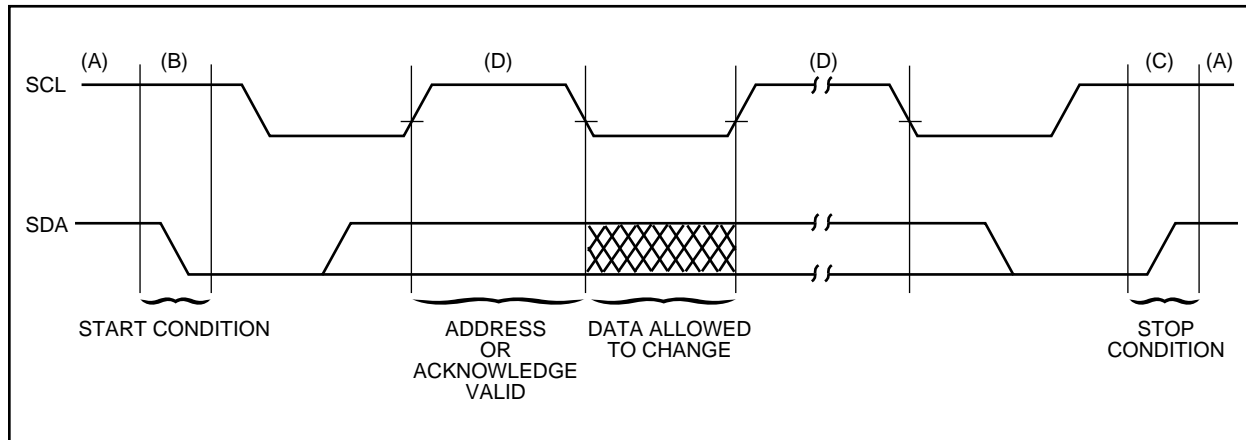 (A) (B) (D) (D) (C) (A)
SCL
SDA
START CONDITION
ADDRESS
OR
ACKNOWLEDGE
VALID
DATA ALLOWED
TO CHANGE
STOP
CONDITION